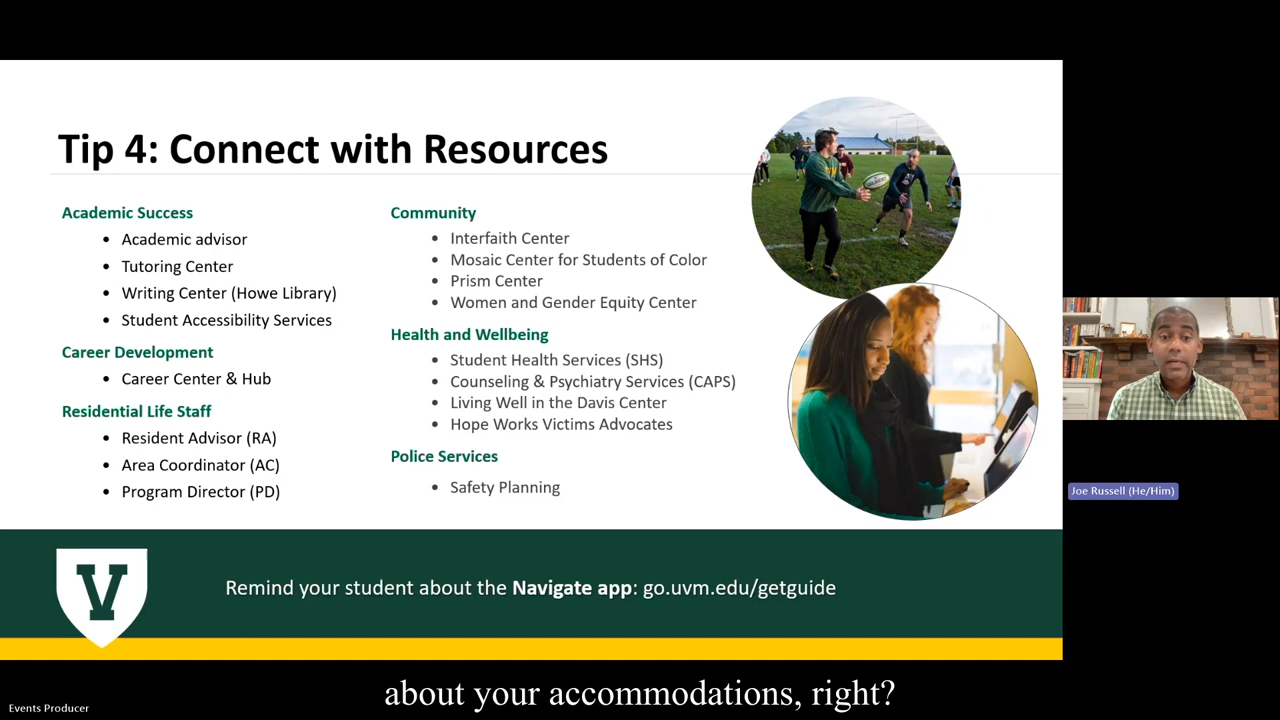 Tip 4: Connect with Resources
Academic Success
• Academic advisor
• Tutoring Center
• Writing Center (Howe Library)
• Student Accessibility Services
Career Development
• Career Center & Hub
Residential Life Staff
• Resident Advisor (RA)
• Area Coordinator (AC)
• Program Director (PD)
Community
• Interfaith Center
• Mosaic Center for Students of Color
• Prism Center
• Women and Gender Equity Center
Health and Wellbeing
• Student Health Services (SHS)
• Counseling & Psychiatry Services (CAPS)
• Living Well in the Davis Center
• Hope Works Victims Advocates
Police Services
• Safety Planning
V
Remind your student about the Navigate app: go.uvm.edu/getguide
Joe Russell (He/Him)
about your accommodations, right?
Events Producer